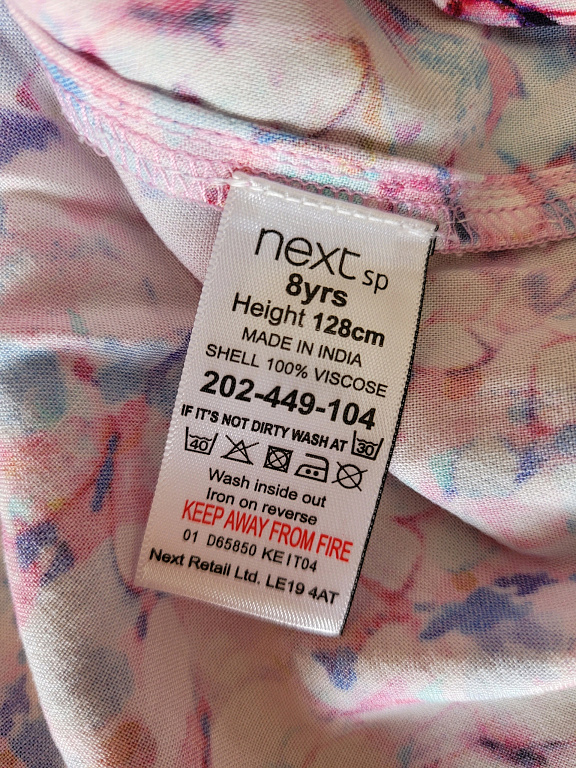 next sp
8yrs
Height 128cm
MADE IN INDIA
SHELL 100% VISCOSE
202-449-104
IF IT'S NOT DIRTY WASH AT 30
40
Wash inside out
Iron on reverse
KEEP AWAY FROM FIRE
01 D65850 KE IT04
Next Retail Ltd. LE19 4AT